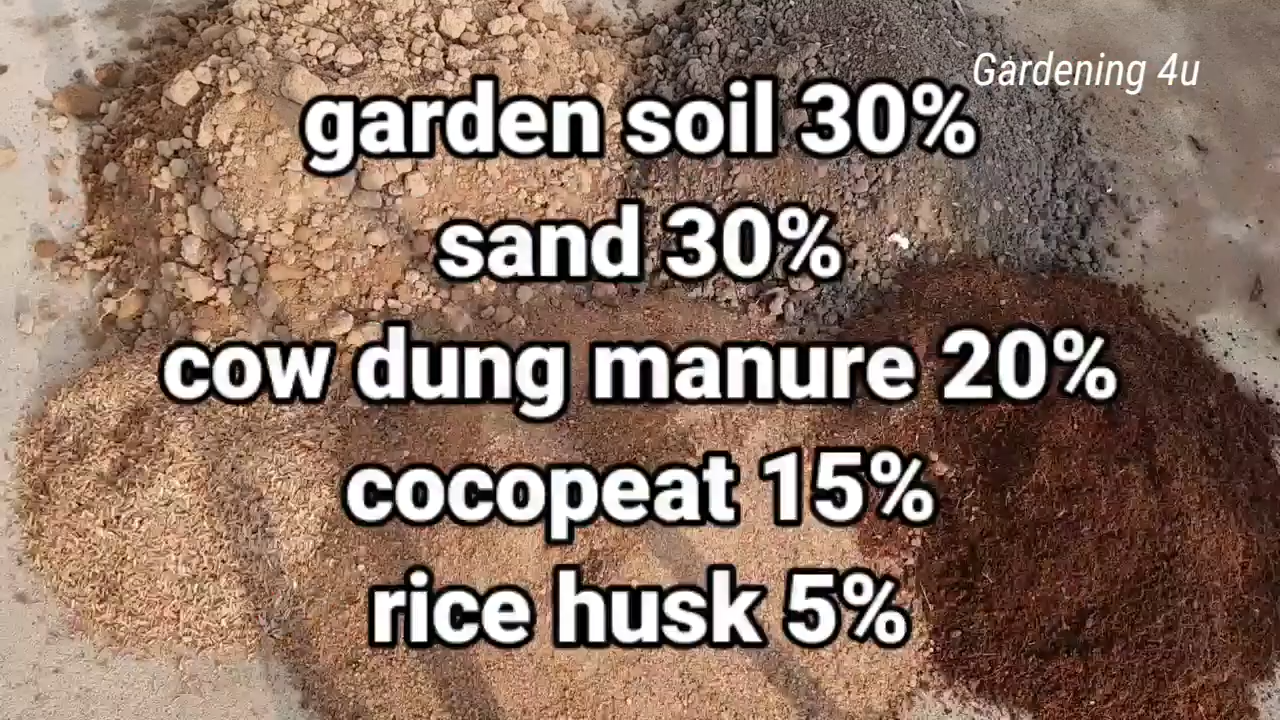 Gardening 4u
garden soil 30%
sand 30%
cow dung manure 20%
cocopeat 15%
rice husk 5%